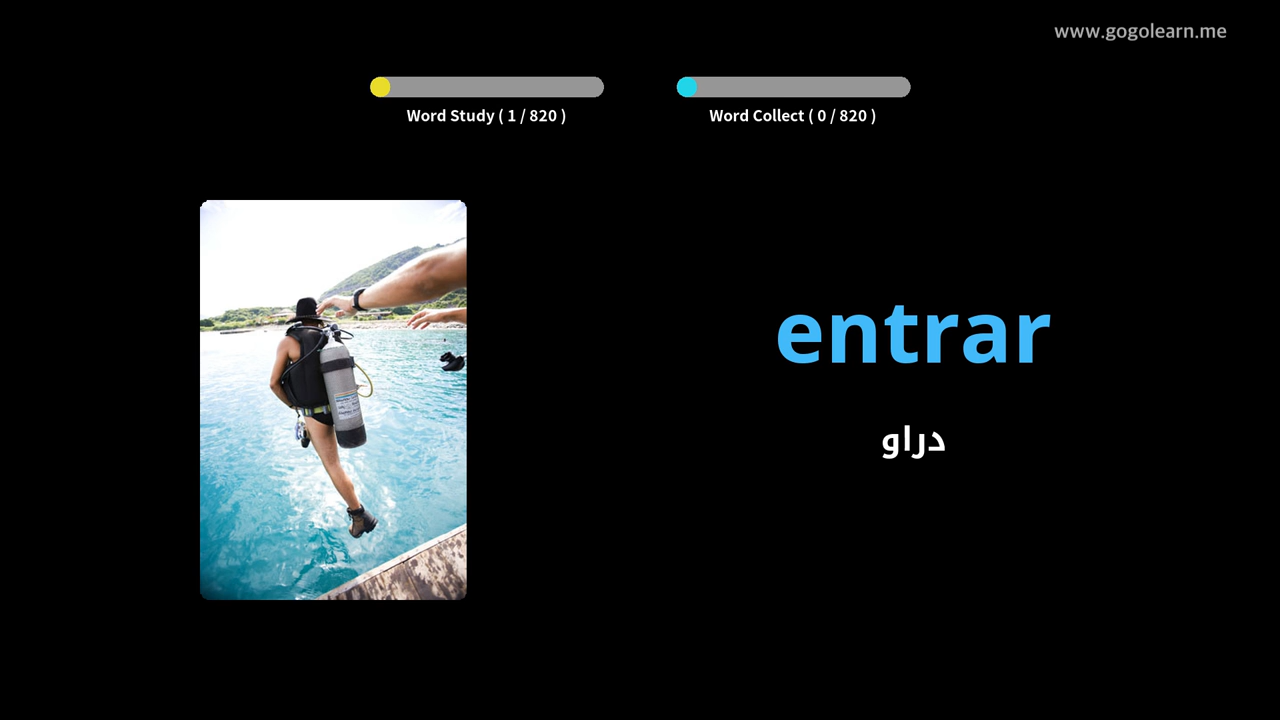 www.gogolearn.me
Word Study ( 1 / 820 )
Word Collect ( 0 / 820 )
entrar
دراو